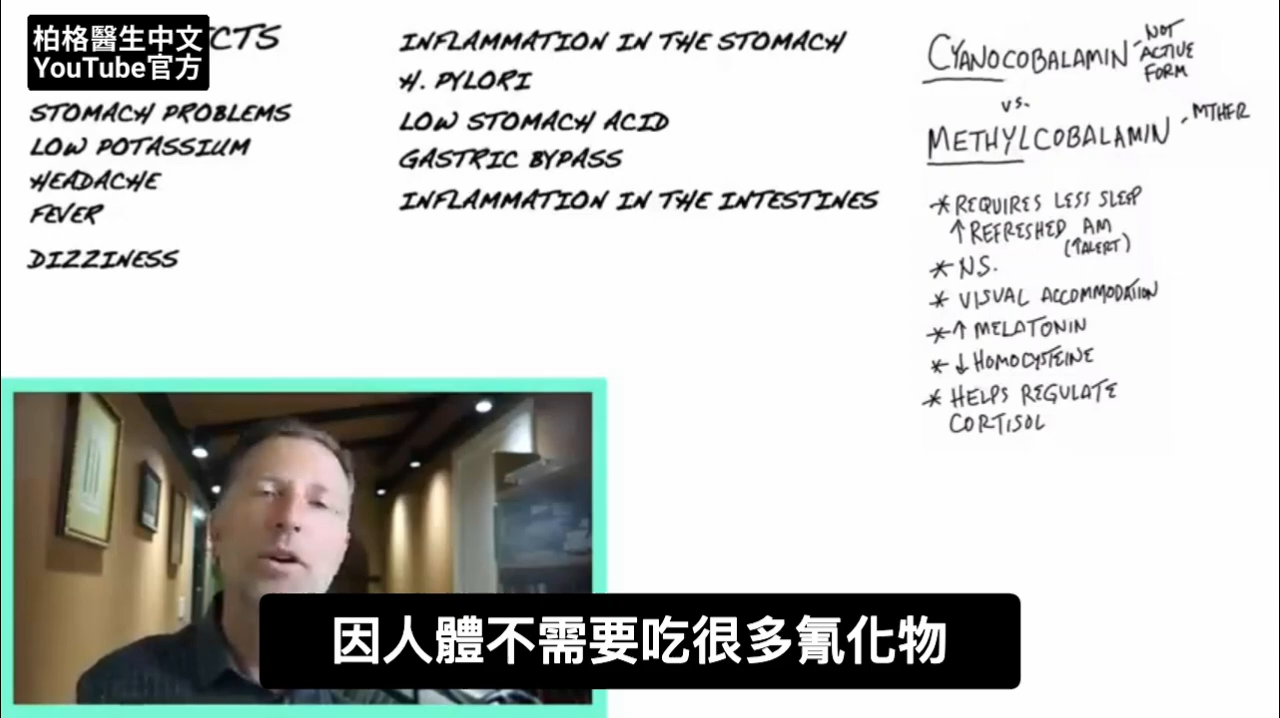 柏格醫生中文
YouTube官方
CTS
STOMACH PROBLEMS
LOW POTASSIUM
HEADACHE
FEVER
DIZZINESS
INFLAMMATION IN THE STOMACH
H. PYLORI
LOW STOMACH ACID
GASTRIC BYPASS
INFLAMMATION IN THE INTESTINES
CYANOCOBALAMIN - NOT
ACTIVE
FORM
VS.
METHYLCOBALAMIN - MTHFR
* REQUIRES LESS SLEEP
↑ REFRESHED AM
(↑ALERT)
* NS.
* VISUAL ACCOMMODATION
* ↑ MELATONIN
* ↓ HOMOCYSTEINE
* HELPS REGULATE
CORTISOL
因人體不需要吃很多氰化物